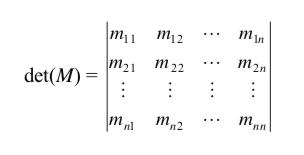 m₁₁ m₁₂ ⋯ m₁ₙ
m₂₁ m₂₂ ⋯ m₂ₙ
det(M) = ⋮ ⋮ ⋮ ⋮
mₙ₁ mₙ₂ ⋯ mₙₙ